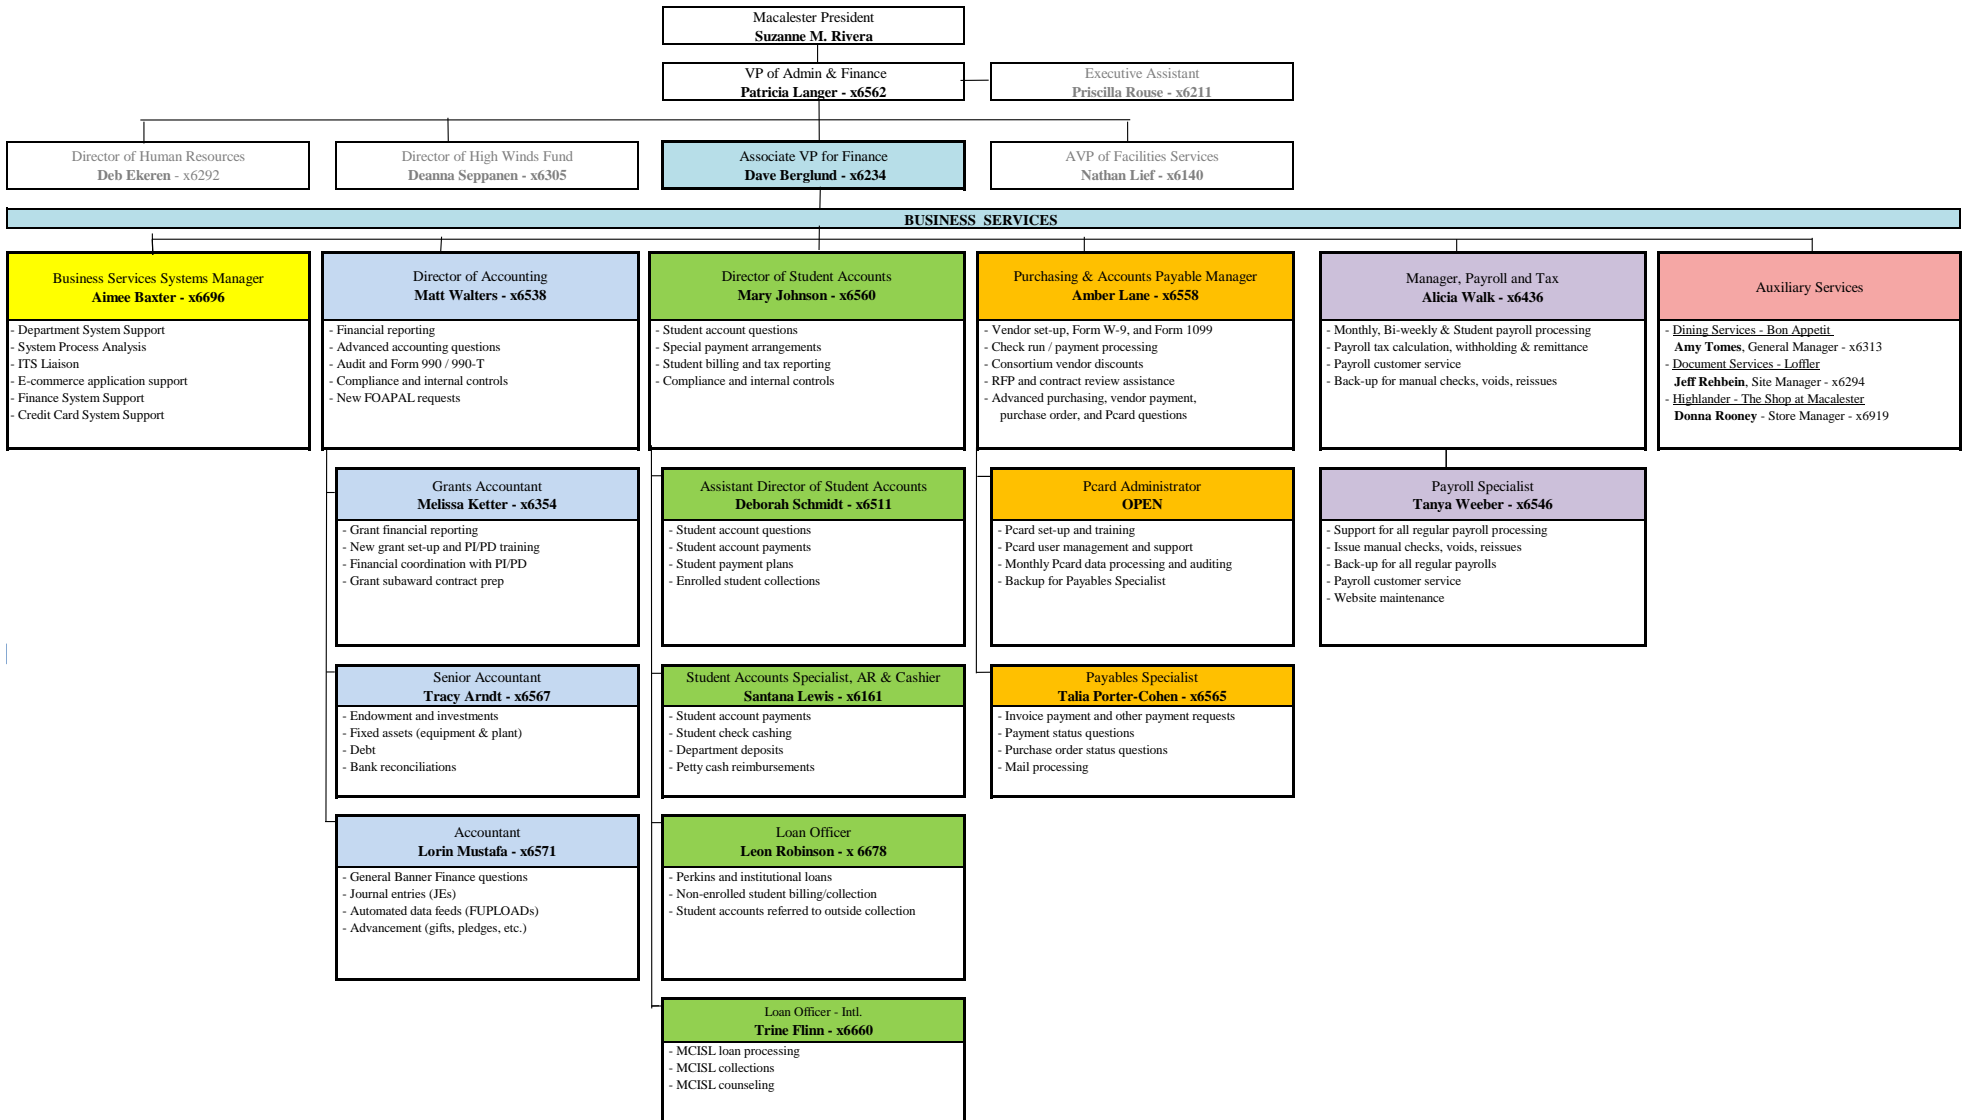 Macalester President
Suzanne M. Rivera
VP of Admin & Finance
Patricia Langer - x6562
Executive Assistant
Priscilla Rouse - x6211
Director of Human Resources
Deb Ekeren - x6292
Director of High Winds Fund
Deanna Seppanen - x6305
Associate VP for Finance
Dave Berglund - x6234
AVP of Facilities Services
Nathan Lief - x6140
BUSINESS SERVICES
Business Services Systems Manager
Aimee Baxter - x6696
- Department System Support
- System Process Analysis
- ITS Liaison
- E-commerce application support
- Finance System Support
- Credit Card System Support
Director of Accounting
Matt Walters - x6538
- Financial reporting
- Advanced accounting questions
- Audit and Form 990 / 990-T
- Compliance and internal controls
- New FOAPAL requests
Director of Student Accounts
Mary Johnson - x6560
- Student account questions
- Special payment arrangements
- Student billing and tax reporting
- Compliance and internal controls
Purchasing & Accounts Payable Manager
Amber Lane - x6558
- Vendor set-up, Form W-9, and Form 1099
- Check run / payment processing
- Consortium vendor discounts
- RFP and contract review assistance
- Advanced purchasing, vendor payment,
purchase order, and Pcard questions
Manager, Payroll and Tax
Alicia Walk - x6436
- Monthly, Bi-weekly & Student payroll processing
- Payroll tax calculation, withholding & remittance
- Payroll customer service
- Back-up for manual checks, voids, reissues
Auxiliary Services
- Dining Services - Bon Appetit
Amy Tomes, General Manager - x6313
- Document Services - Loffler
Jeff Rehbein, Site Manager - x6294
- Highlander - The Shop at Macalester
Donna Rooney - Store Manager - x6919
Grants Accountant
Melissa Ketter - x6354
- Grant financial reporting
- New grant set-up and PI/PD training
- Financial coordination with PI/PD
- Grant subaward contract prep
Assistant Director of Student Accounts
Deborah Schmidt - x6511
- Student account questions
- Student account payments
- Student payment plans
- Enrolled student collections
Pcard Administrator
OPEN
- Pcard set-up and training
- Pcard user management and support
- Monthly Pcard data processing and auditing
- Backup for Payables Specialist
Payroll Specialist
Tanya Weeber - x6546
- Support for all regular payroll processing
- Issue manual checks, voids, reissues
- Back-up for all regular payrolls
- Payroll customer service
- Website maintenance
Senior Accountant
Tracy Arndt - x6567
- Endowment and investments
- Fixed assets (equipment & plant)
- Debt
- Bank reconciliations
Student Accounts Specialist, AR & Cashier
Santana Lewis - x6161
- Student account payments
- Student check cashing
- Department deposits
- Petty cash reimbursements
Payables Specialist
Talia Porter-Cohen - x6565
- Invoice payment and other payment requests
- Payment status questions
- Purchase order status questions
- Mail processing
Accountant
Lorin Mustafa - x6571
- General Banner Finance questions
- Journal entries (JEs)
- Automated data feeds (FUPLOADs)
- Advancement (gifts, pledges, etc.)
Loan Officer
Leon Robinson - x 6678
- Perkins and institutional loans
- Non-enrolled student billing/collection
- Student accounts referred to outside collection
Loan Officer - Intl.
Trine Flinn - x6660
- MCISL loan processing
- MCISL collections
- MCISL counseling